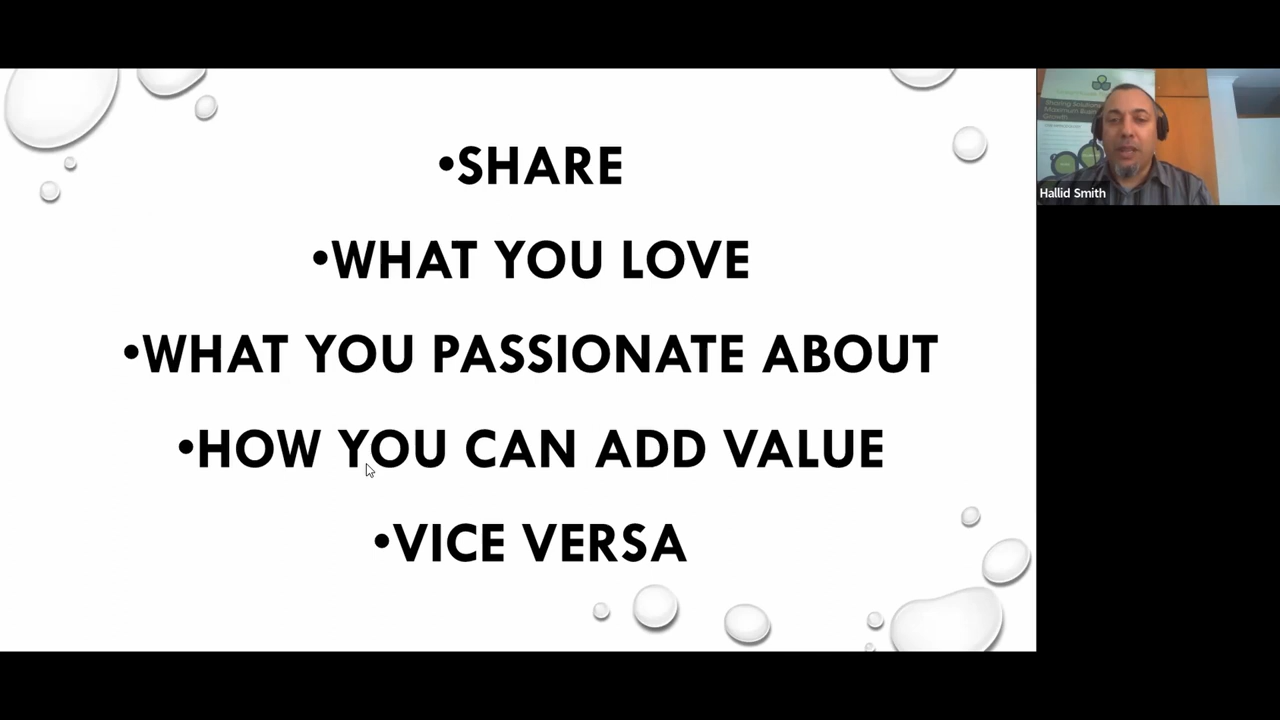 •SHARE
•WHAT YOU LOVE
•WHAT YOU PASSIONATE ABOUT
•HOW YOU CAN ADD VALUE
•VICE VERSA
Hallid Smith